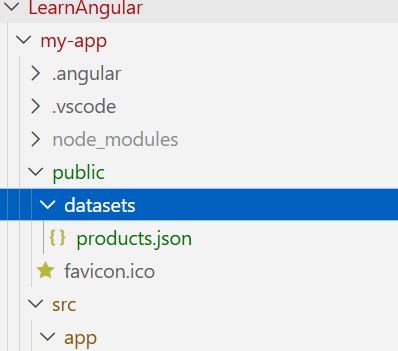 LearnAngular
my-app
.angular
.vscode
node_modules
public
datasets
{} products.json
favicon.ico
src
app